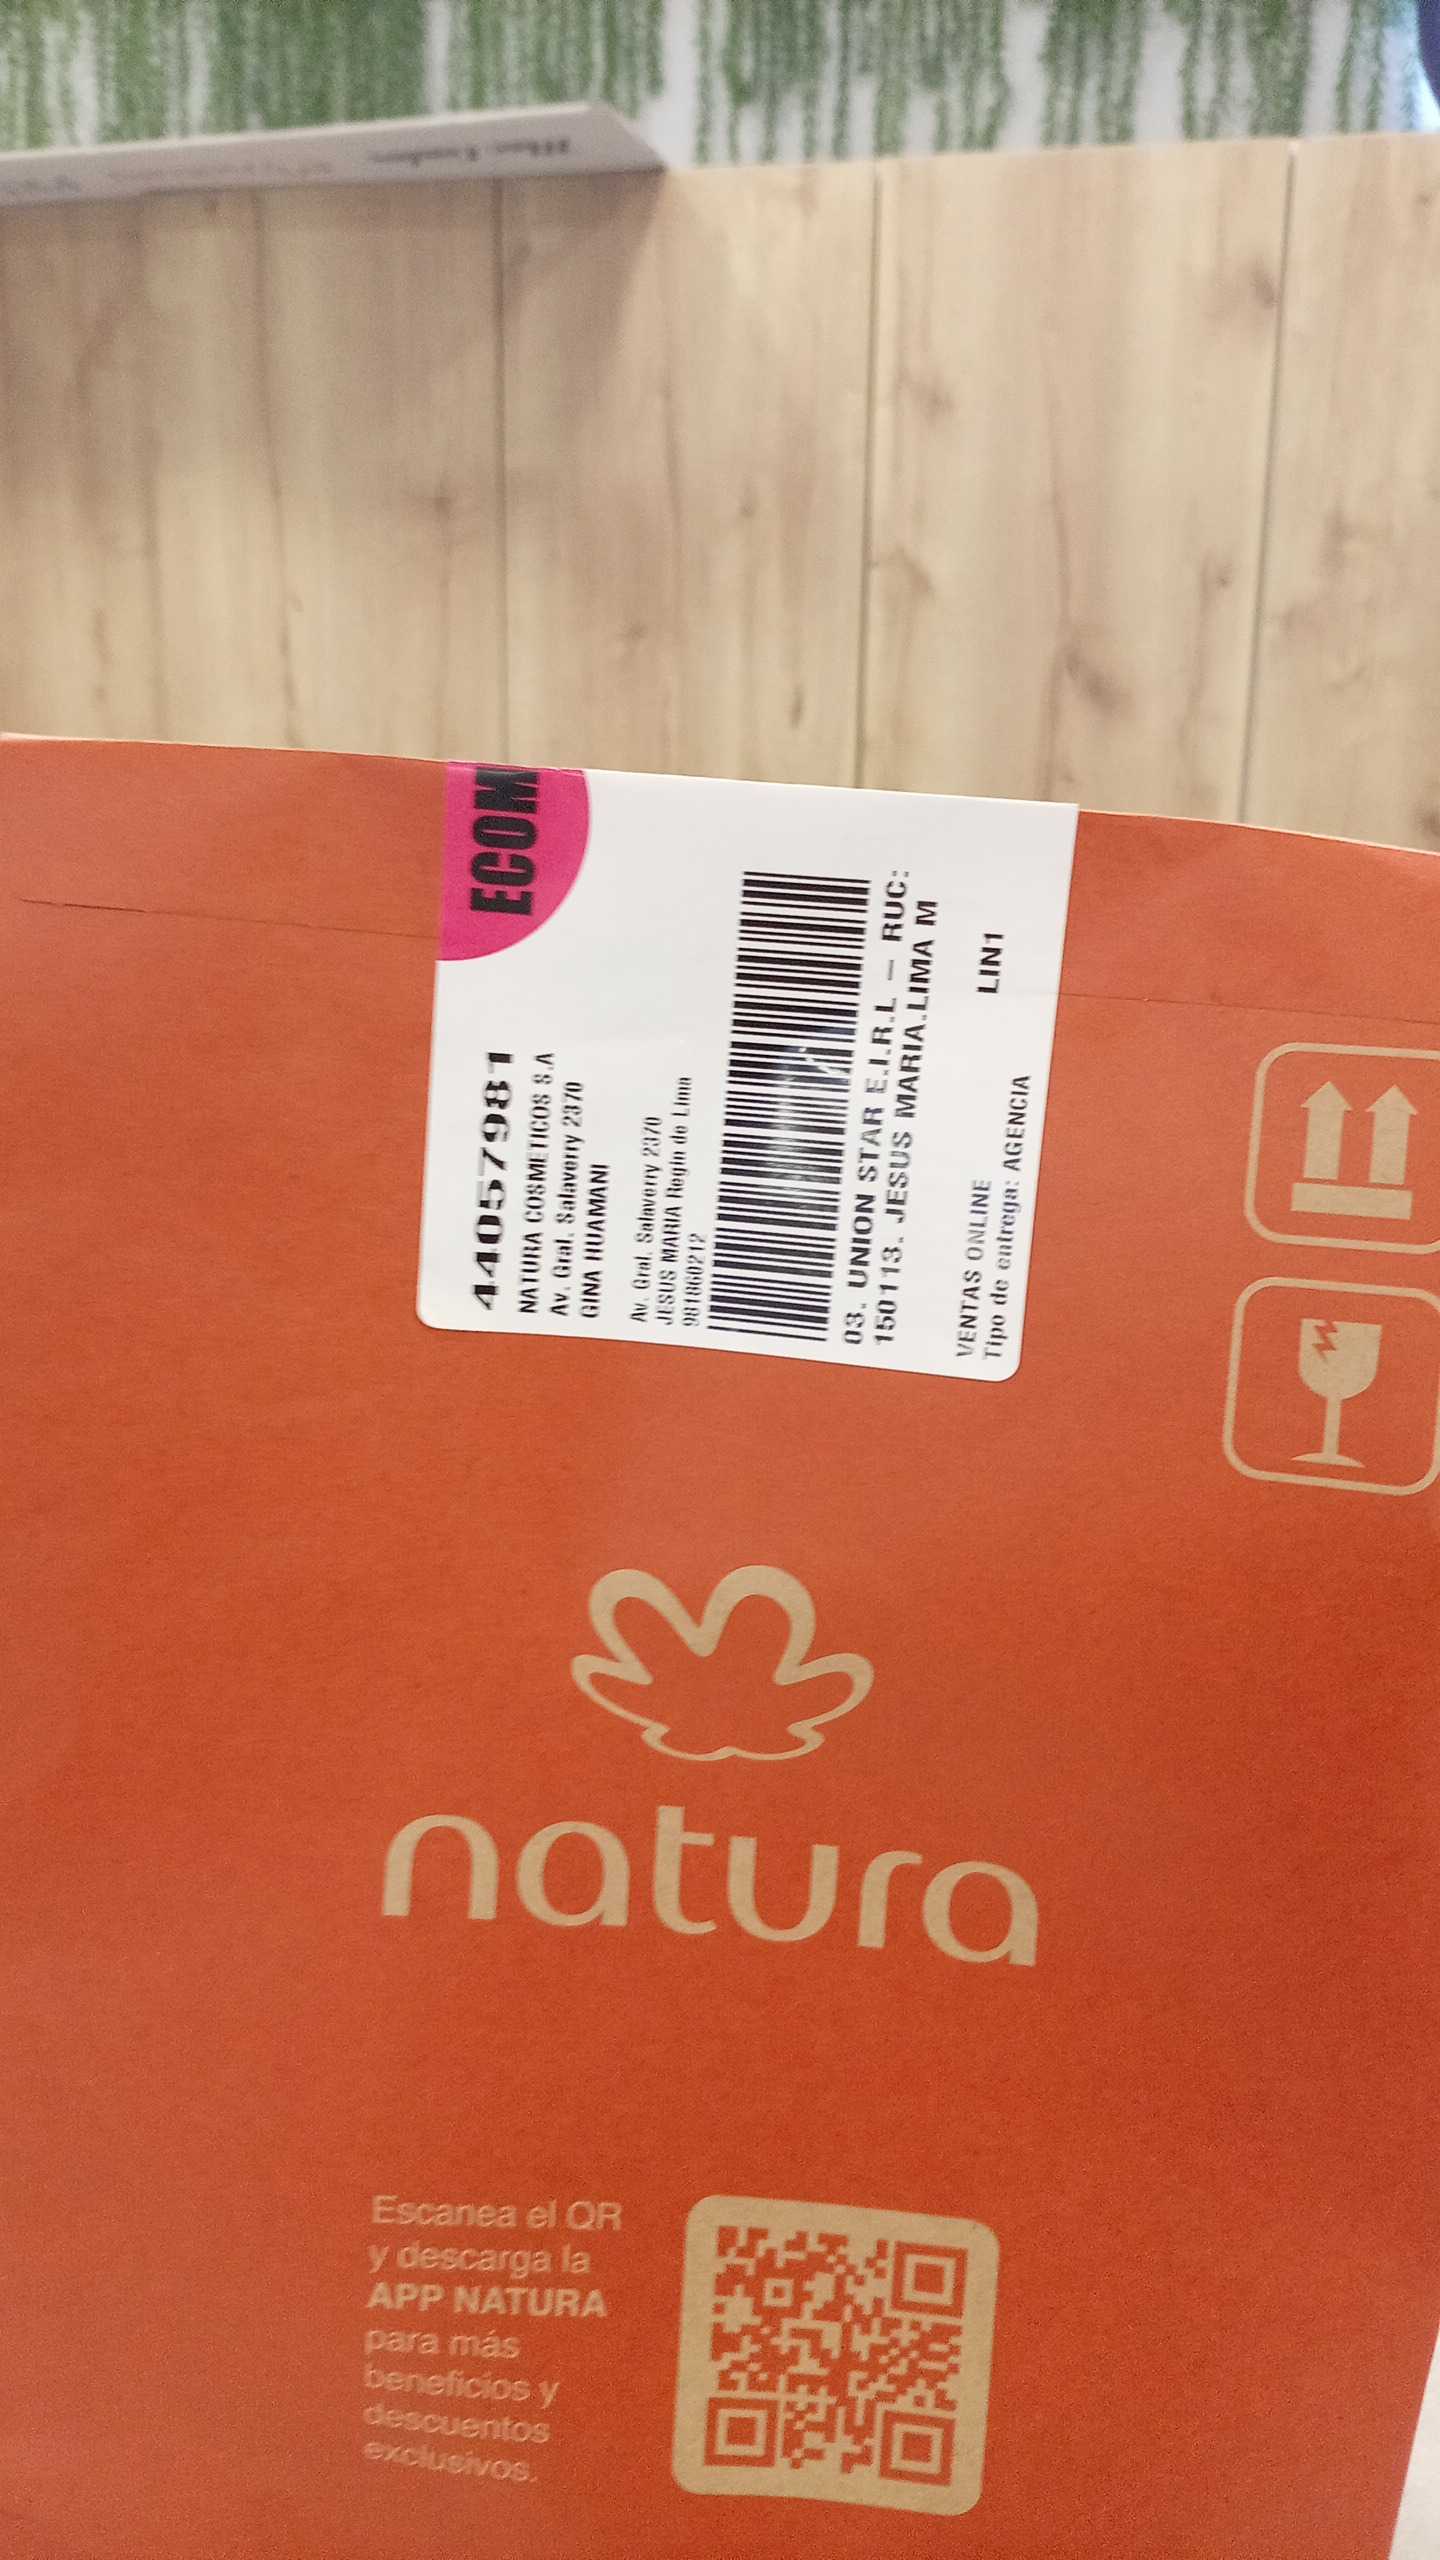 ECOM
44057981
NATURA COSMETICOS S.A
Av. Gral. Salaverry 2370
GINA HUAMANI
Av. Gral. Salaverry 2370
JESUS MARIA Regin de Lima
981860212
03. UNION STAR E.I.R.L – RUC:
150113. JESUS MARIA.LIMA M
LIN1
VENTAS ONLINE
Tipo de entrega: AGENCIA
natura
Escanea el QR
y descarga la
APP NATURA
para más
beneficios y
descuentos
exclusivos.